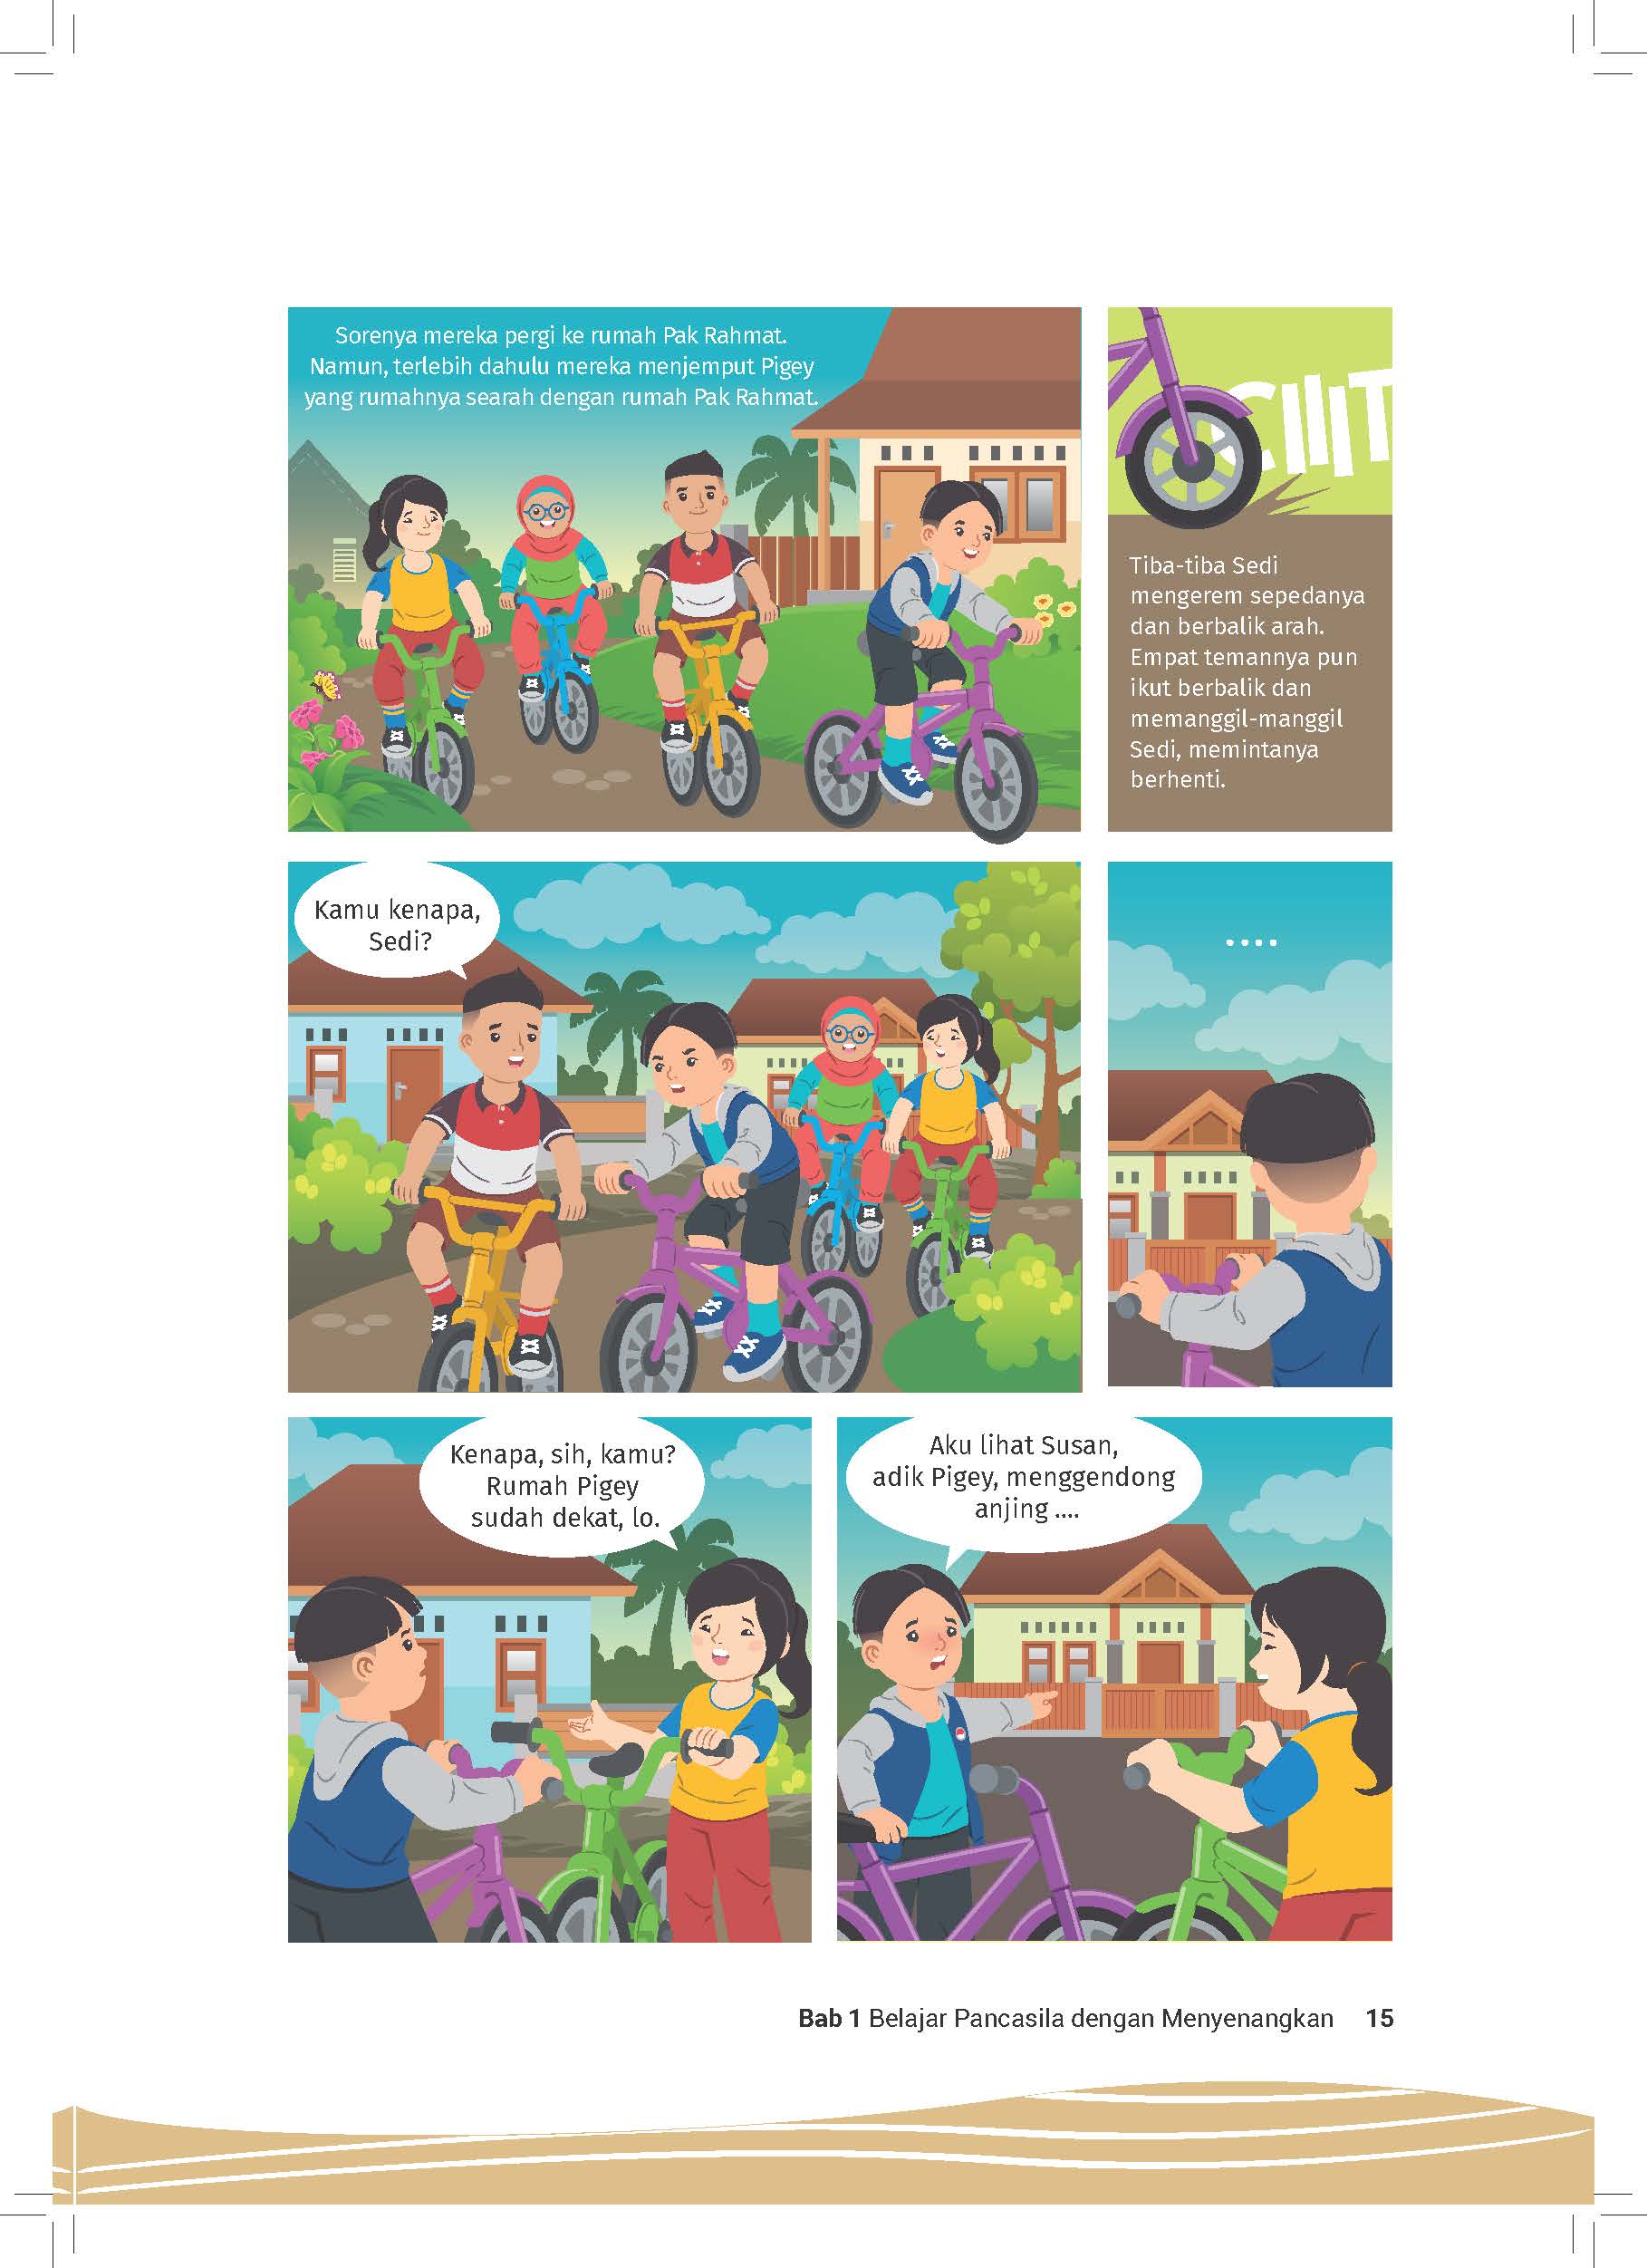 Sorenya mereka pergi ke rumah Pak Rahmat.
Namun, terlebih dahulu mereka menjemput Pigey
yang rumahnya searah dengan rumah Pak Rahmat.
CIIIT
Tiba-tiba Sedi
mengerem sepedanya
dan berbalik arah.
Empat temannya pun
ikut berbalik dan
memanggil-manggil
Sedi, memintanya
berhenti.
Kamu kenapa,
Sedi?
....
Kenapa, sih, kamu?
Rumah Pigey
sudah dekat, lo.
Aku lihat Susan,
adik Pigey, menggendong
anjing ....
Bab 1 Belajar Pancasila dengan Menyenangkan 15